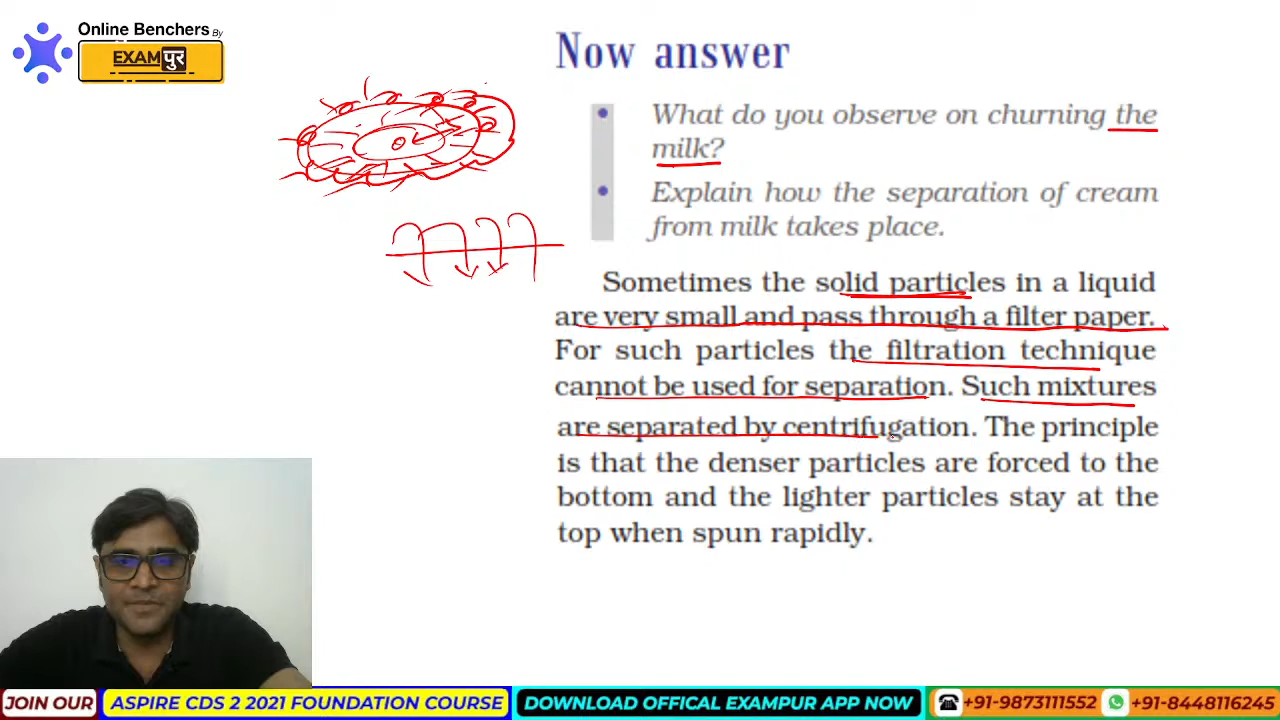 Online Benchers By
EXAMपुर
Now answer
What do you observe on churning the
milk?
Explain how the separation of cream
from milk takes place.
Sometimes the solid particles in a liquid
are very small and pass through a filter paper.
For such particles the filtration technique
cannot be used for separation. Such mixtures
are separated by centrifugation. The principle
is that the denser particles are forced to the
bottom and the lighter particles stay at the
top when spun rapidly.
JOIN OUR ASPIRE CDS 2 2021 FOUNDATION COURSE DOWNLOAD OFFICAL EXAMPUR APP NOW +91-9873111552 +91-8448116245